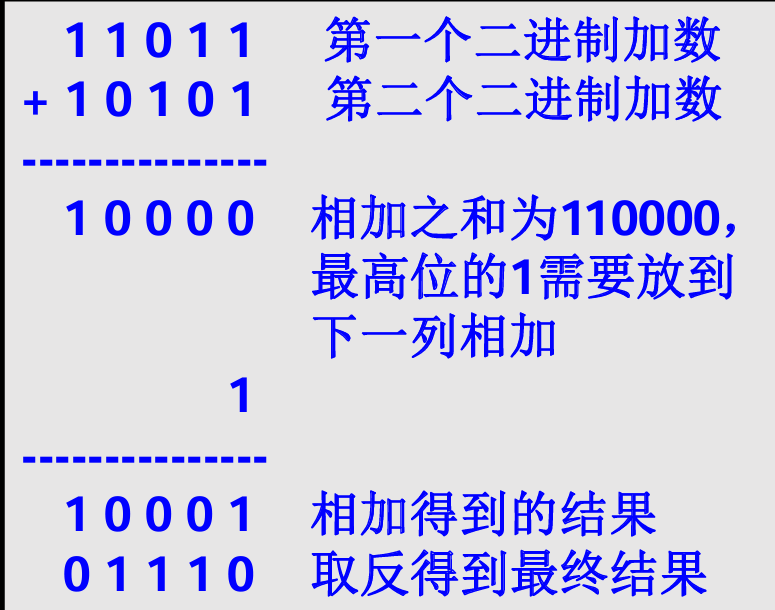 1 1 0 1 1 第一个二进制加数
+ 1 0 1 0 1 第二个二进制加数
---------------
1 0 0 0 0 相加之和为110000，
最高位的1需要放到
下一列相加
1
---------------
1 0 0 0 1 相加得到的结果
0 1 1 1 0 取反得到最终结果